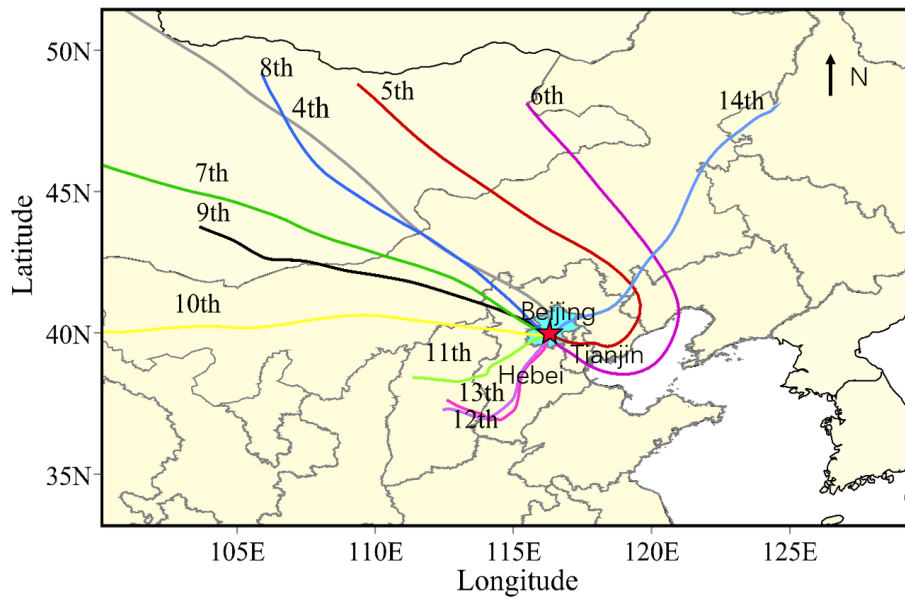 50N
8th
4th
5th
6th
14th
N
45N
7th
9th
10th
Beijing
40N
11th
Tianjin
Hebei
13th
12th
35N
Latitude
105E
110E
115E
120E
125E
Longitude